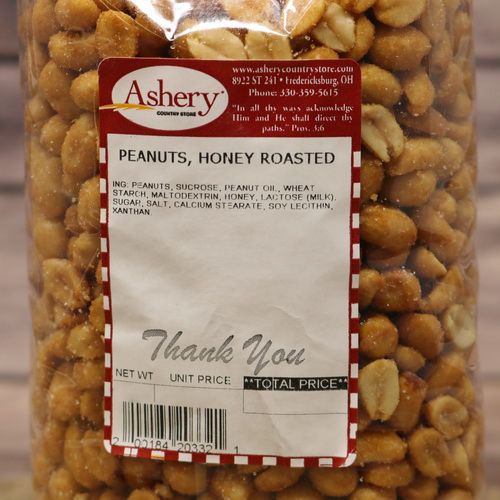 Ashery
COUNTRY STORE
www.asherycountrystore.com
8922 ST 241 • Fredericksburg, OH
Phone: 330-359-5615
"In all thy ways acknowledge
Him and He shall direct thy
paths." Prov. 3:6
PEANUTS, HONEY ROASTED
ING: PEANUTS, SUCROSE, PEANUT OIL, WHEAT
STARCH, MALTODEXTRIN, HONEY, LACTOSE (MILK),
SUGAR, SALT, CALCIUM STEARATE, SOY LECITHIN,
XANTHAN
Thank You
NET WT UNIT PRICE **TOTAL PRICE**
2 00184 20332 1